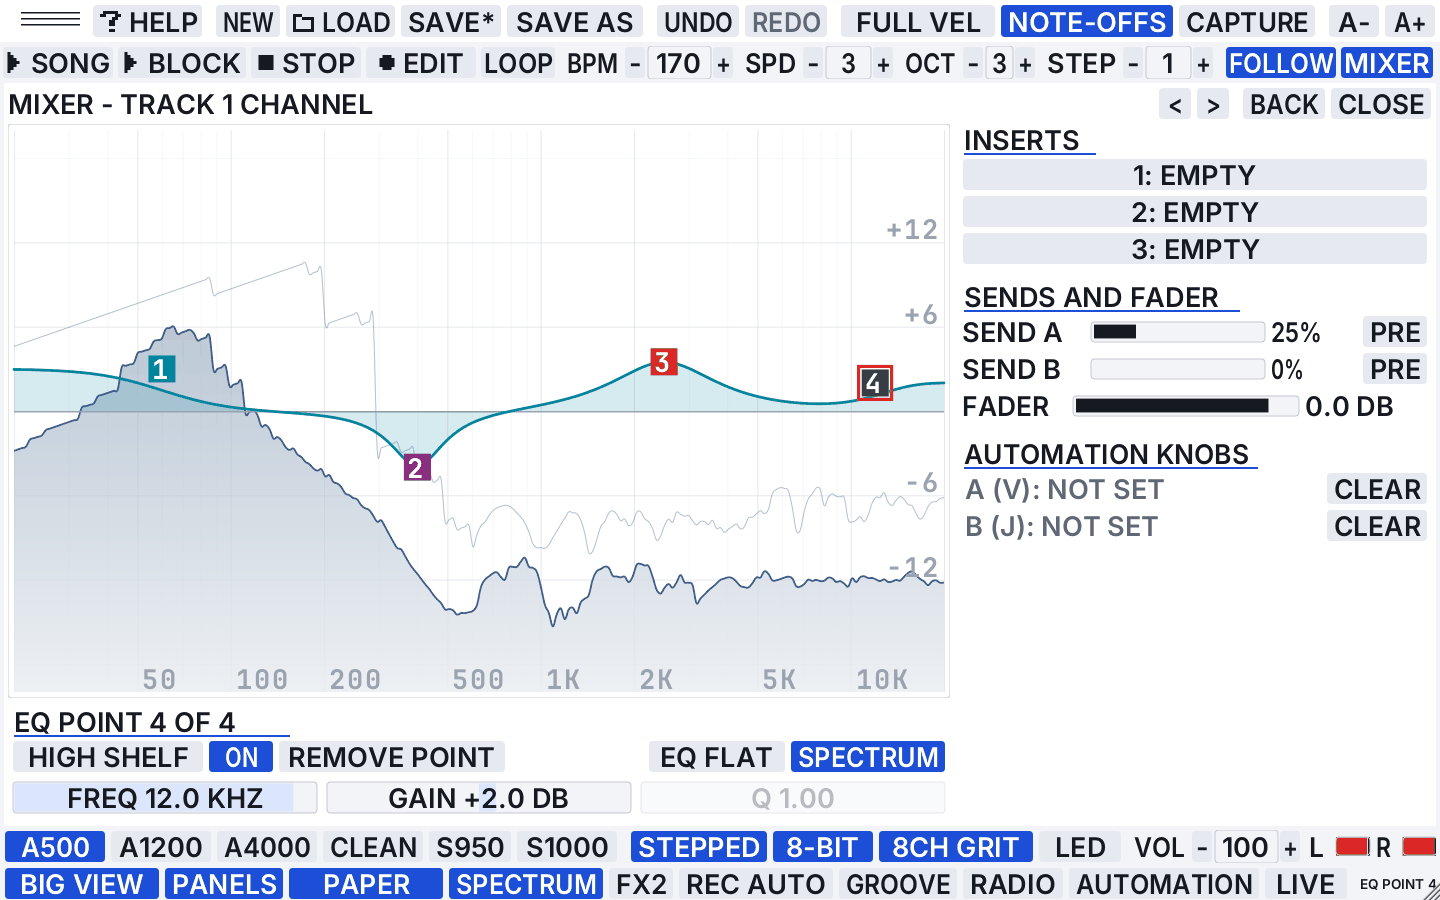 ? HELP NEW LOAD SAVE* SAVE AS UNDO REDO FULL VEL NOTE-OFFS CAPTURE A- A+
SONG BLOCK STOP EDIT LOOP BPM - 170 + SPD - 3 + OCT - 3 + STEP - 1 + FOLLOW MIXER
MIXER - TRACK 1 CHANNEL < > BACK CLOSE
INSERTS
1: EMPTY
2: EMPTY
3: EMPTY
SENDS AND FADER
SEND A 25% PRE
SEND B 0% PRE
FADER 0.0 DB
AUTOMATION KNOBS
A (V): NOT SET CLEAR
B (J): NOT SET CLEAR
+12
+6
-6
-12
1
2
3
4
50 100 200 500 1K 2K 5K 10K
EQ POINT 4 OF 4
HIGH SHELF ON REMOVE POINT EQ FLAT SPECTRUM
FREQ 12.0 KHZ GAIN +2.0 DB Q 1.00
A500 A1200 A4000 CLEAN S950 S1000 STEPPED 8-BIT 8CH GRIT LED VOL - 100 + L R
BIG VIEW PANELS PAPER SPECTRUM FX2 REC AUTO GROOVE RADIO AUTOMATION LIVE EQ POINT 4